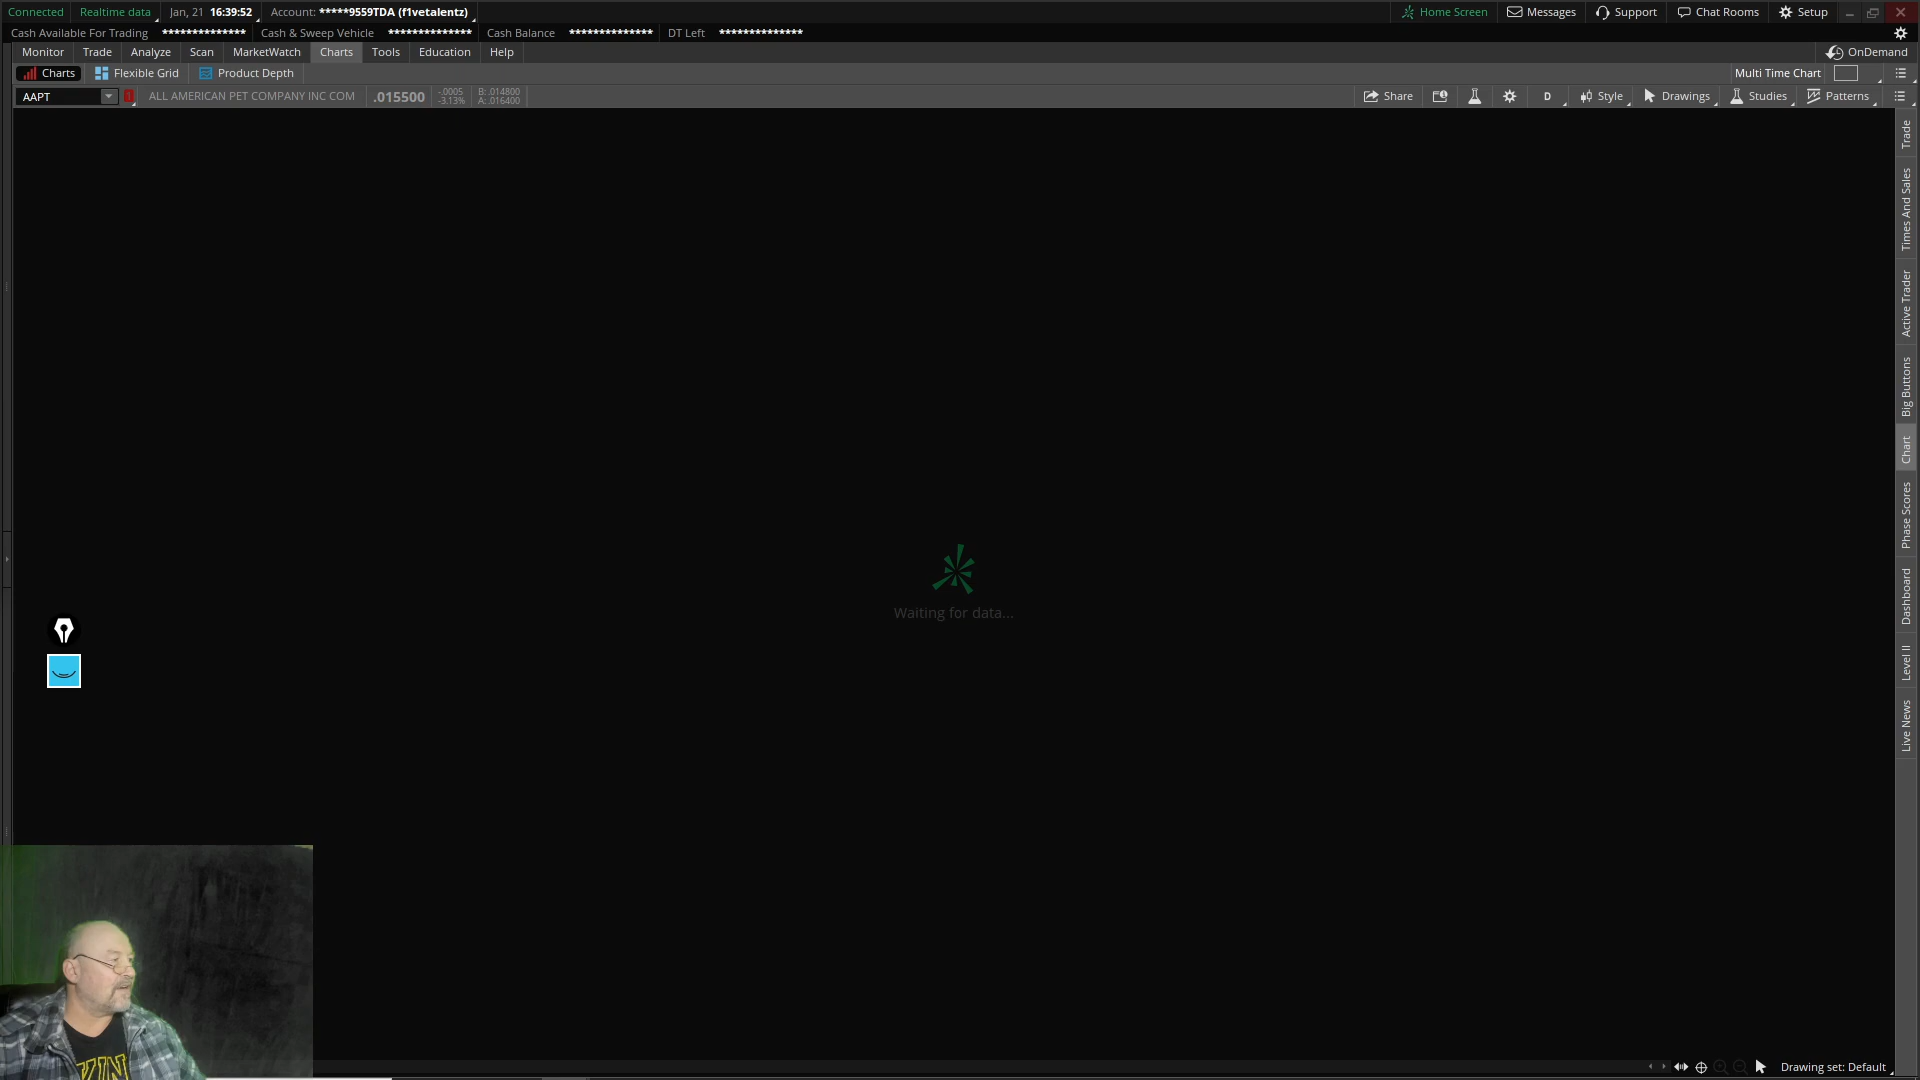 Connected Realtime data Jan, 21 16:39:52 Account: *****9559TDA (f1vetalentz) Home Screen Messages Support Chat Rooms Setup
Cash Available For Trading ************** Cash & Sweep Vehicle ************** Cash Balance ************** DT Left **************
Monitor Trade Analyze Scan MarketWatch Charts Tools Education Help OnDemand
Charts Flexible Grid Product Depth Multi Time Chart
AAPT ALL AMERICAN PET COMPANY INC COM .015500 -.0005 B: .014800 Share D Style Drawings Studies Patterns
-3.13% A: .016400
Trade
Times And Sales
Active Trader
Big Buttons
Chart
Phase Scores
Dashboard
Level II
Live News
Waiting for data...
Drawing set: Default